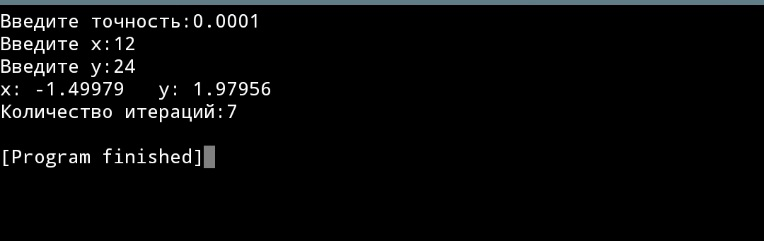 Введите точность:0.0001
Введите x:12
Введите y:24
x: -1.49979   y: 1.97956
Количество итераций:7
[Program finished]